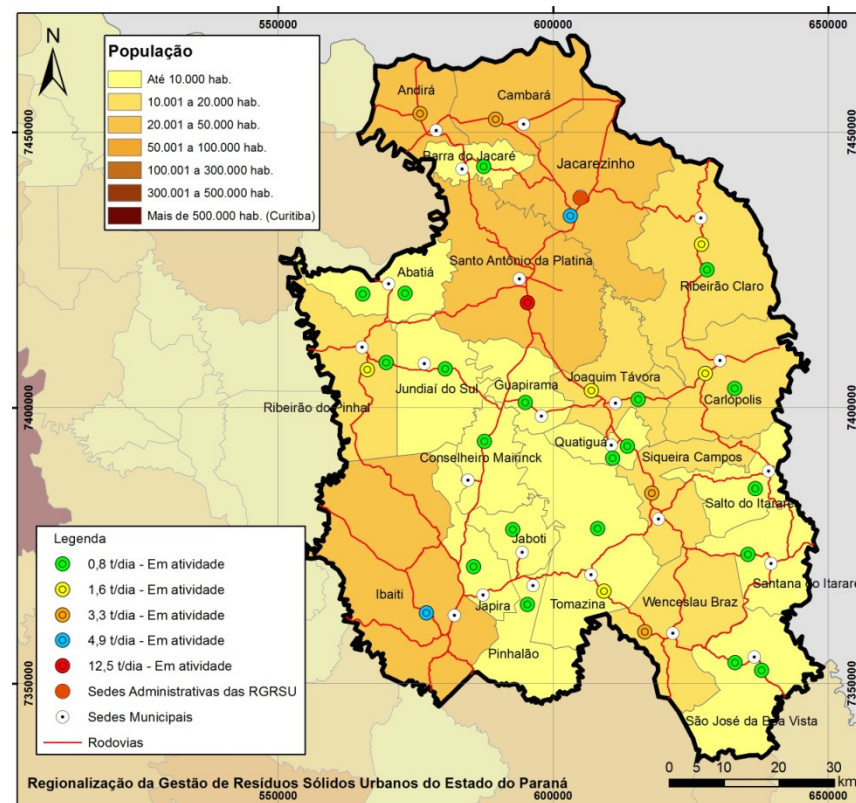 550000 600000 650000
N
População
Até 10.000 hab.
10.001 a 20.000 hab.
20.001 a 50.000 hab.
50.001 a 100.000 hab.
100.001 a 300.000 hab.
300.001 a 500.000 hab.
Mais de 500.000 hab. (Curitiba)
7450000 7450000
Andirá
Cambará
Barra do Jacaré
Jacarezinho
Abatiá
Santo Antônio da Platina
Ribeirão Claro
7400000 7400000
Jundiaí do Sul
Guapirama
Joaquim Távora
Carlópolis
Ribeirão do Pinhal
Quatiguá
Conselheiro Mairinck
Siqueira Campos
Salto do Itararé
Jaboti
Santana do Itararé
Ibaiti
Japira
Tomazina
Wenceslau Braz
Pinhalão
São José da Boa Vista
7350000 7350000
Legenda
0,8 t/dia - Em atividade
1,6 t/dia - Em atividade
3,3 t/dia - Em atividade
4,9 t/dia - Em atividade
12,5 t/dia - Em atividade
Sedes Administrativas das RGRSU
Sedes Municipais
Rodovias
0 5 10 20 30
km
Regionalização da Gestão de Resíduos Sólidos Urbanos do Estado do Paraná
550000 600000 650000